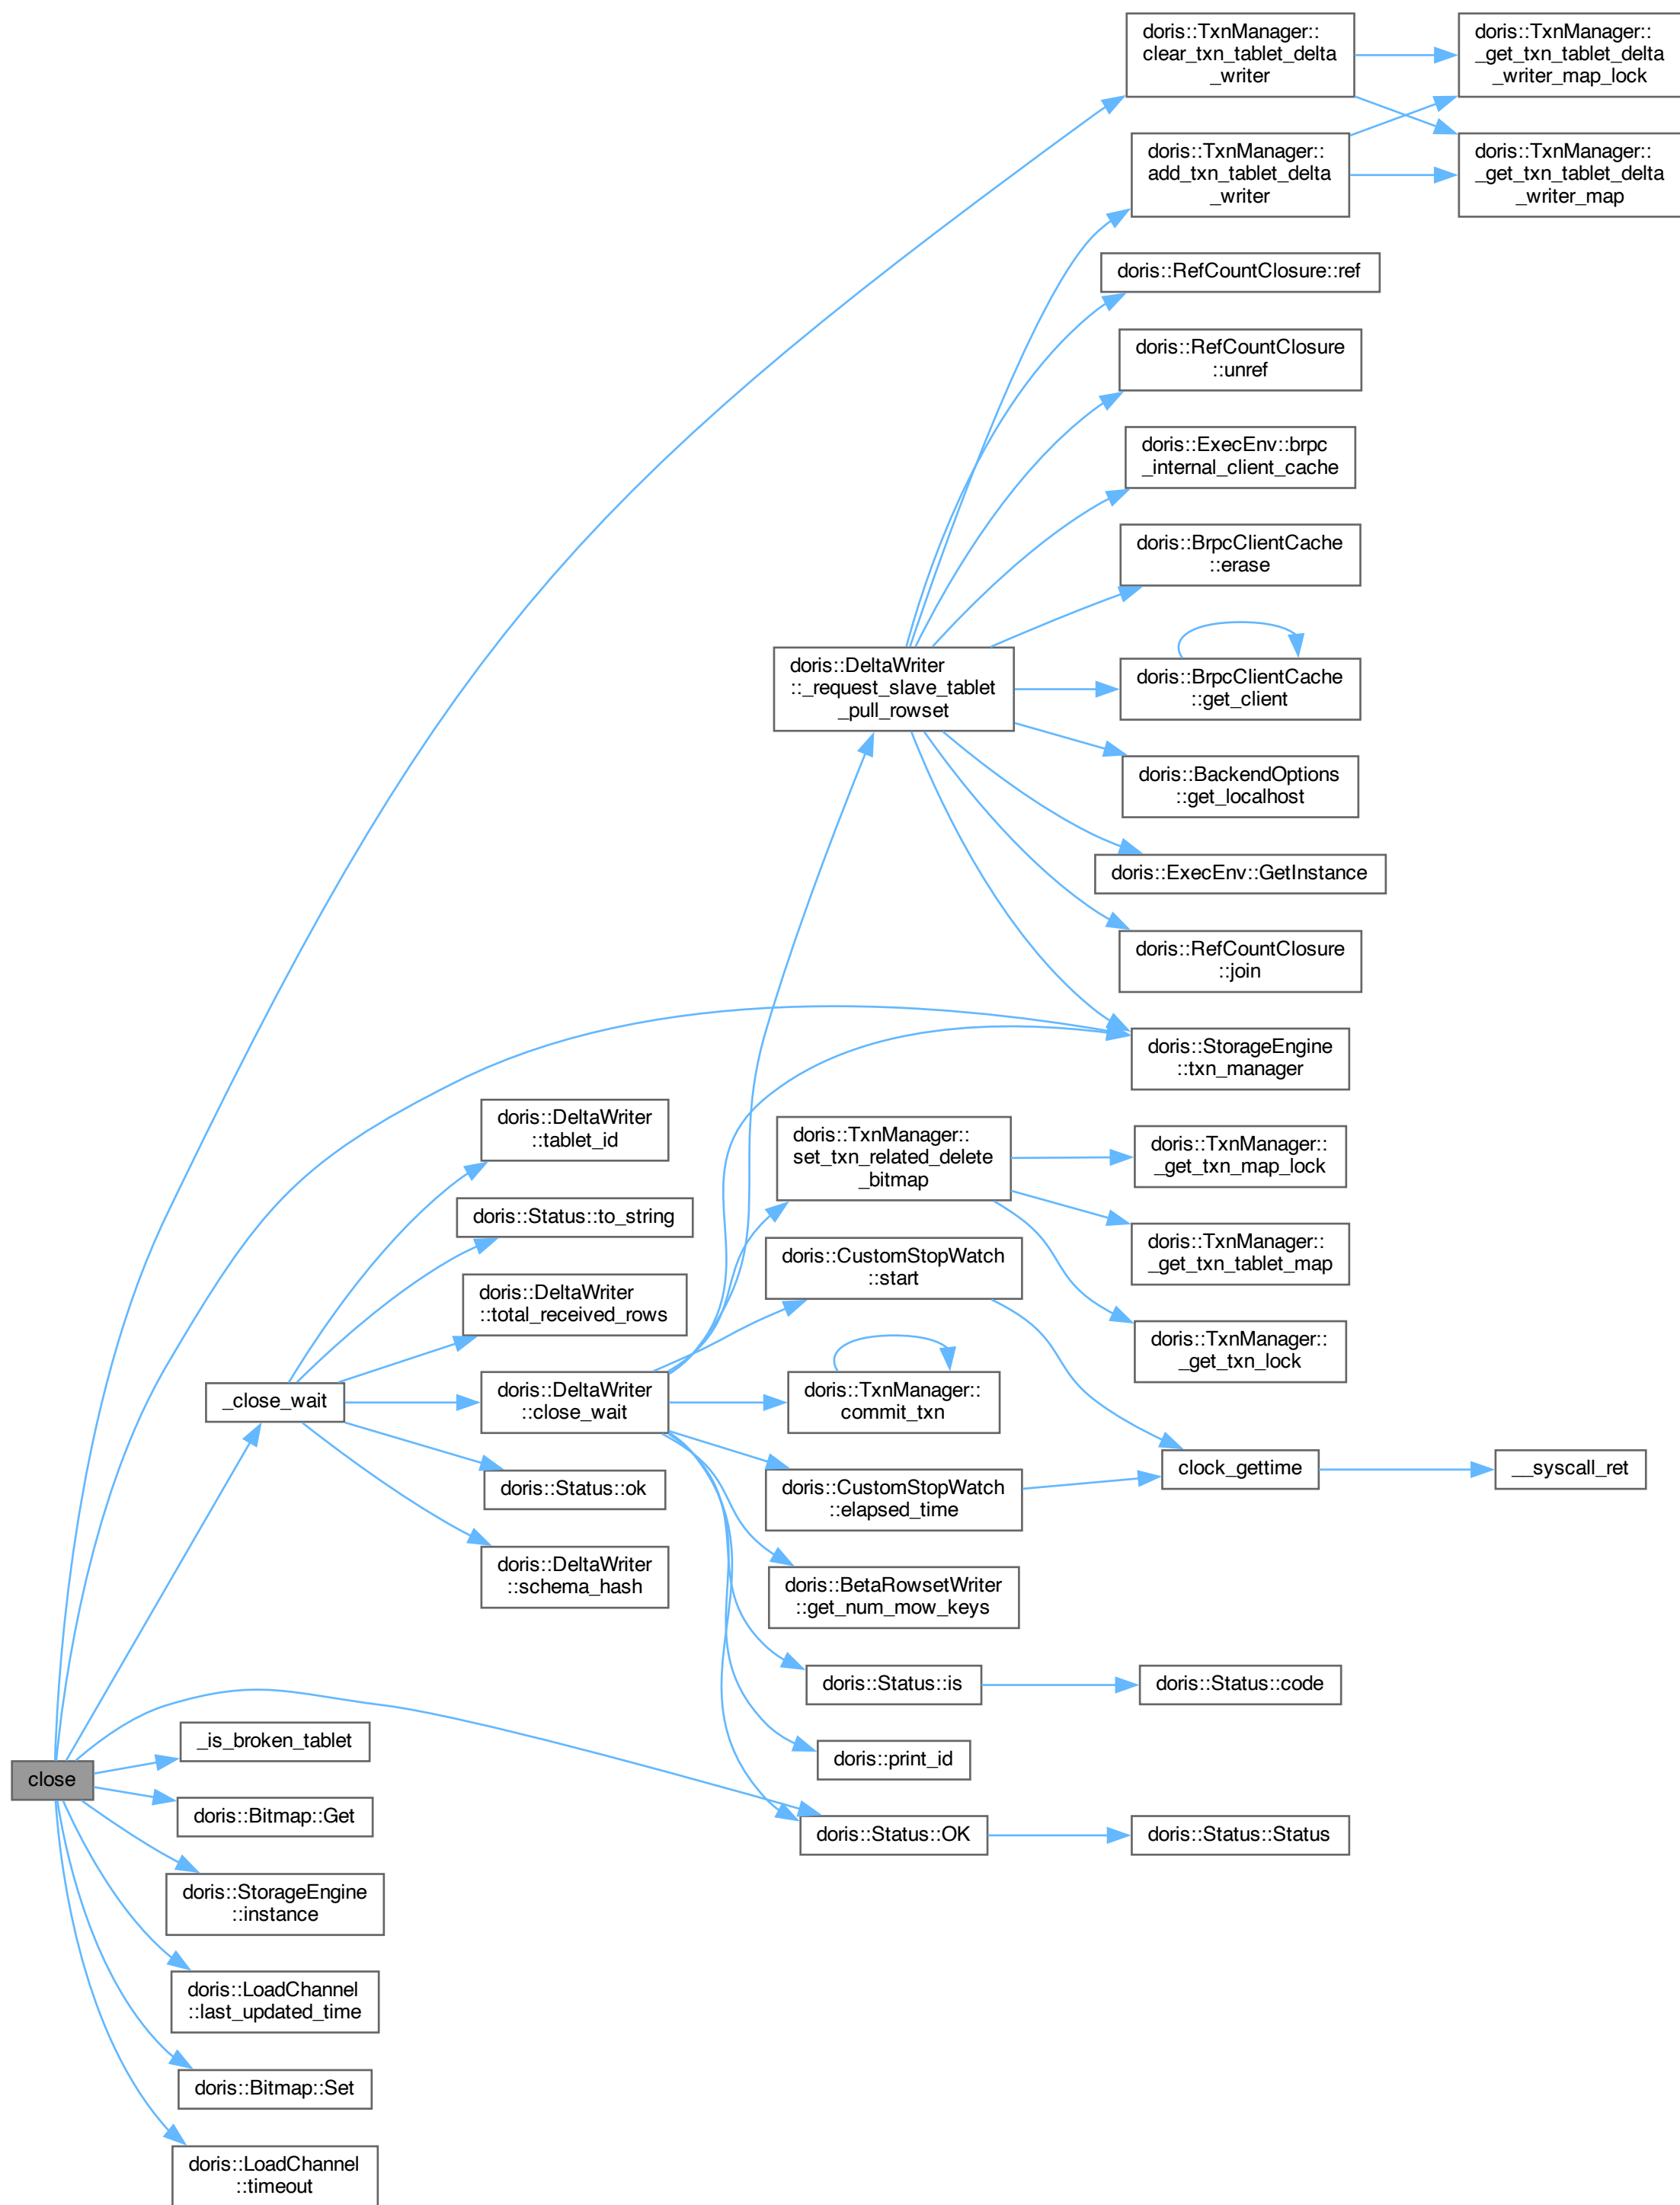 doris::TxnManager::
clear_txn_tablet_delta
_writer
doris::TxnManager::
_get_txn_tablet_delta
_writer_map_lock
doris::TxnManager::
add_txn_tablet_delta
_writer
doris::TxnManager::
_get_txn_tablet_delta
_writer_map
doris::RefCountClosure::ref
doris::RefCountClosure
::unref
doris::ExecEnv::brpc
_internal_client_cache
doris::BrpcClientCache
::erase
doris::DeltaWriter
::_request_slave_tablet
_pull_rowset
doris::BrpcClientCache
::get_client
doris::BackendOptions
::get_localhost
doris::ExecEnv::GetInstance
doris::RefCountClosure
::join
doris::StorageEngine
::txn_manager
doris::DeltaWriter
::tablet_id
doris::TxnManager::
set_txn_related_delete
_bitmap
doris::TxnManager::
_get_txn_map_lock
doris::Status::to_string
doris::CustomStopWatch
::start
doris::TxnManager::
_get_txn_tablet_map
doris::DeltaWriter
::total_received_rows
doris::TxnManager::
_get_txn_lock
_close_wait
doris::DeltaWriter
::close_wait
doris::TxnManager::
commit_txn
doris::Status::ok
doris::CustomStopWatch
::elapsed_time
clock_gettime
__syscall_ret
doris::DeltaWriter
::schema_hash
doris::BetaRowsetWriter
::get_num_mow_keys
doris::Status::is
doris::Status::code
_is_broken_tablet
doris::print_id
close
doris::Bitmap::Get
doris::Status::OK
doris::Status::Status
doris::StorageEngine
::instance
doris::LoadChannel
::last_updated_time
doris::Bitmap::Set
doris::LoadChannel
::timeout